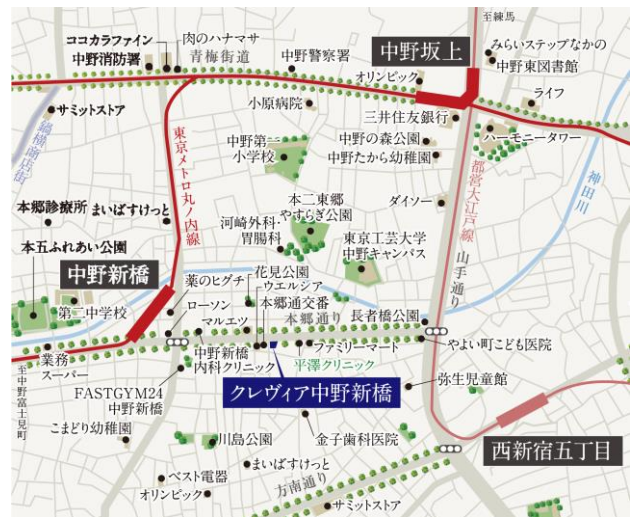 至練馬
肉のハナマサ
ココカラファイン
中野消防署
青梅街道
中野警察署
中野坂上
みらいステップなかの
中野東図書館
オリンピック
ライフ
サミットストア
小原病院
三井住友銀行
ハーモニータワー
鍋横商店街
東京メトロ丸ノ内線
中野第一
小学校
中野の森公園
中野たから幼稚園
都営大江戸線
山手通り
神田川
本郷診療所
まいばすけっと
本二東郷
やすらぎ公園
ダイソー
河崎外科・
胃腸科
東京工芸大学
中野キャンパス
本五ふれあい公園
中野新橋
薬のヒグチ
花見公園
ウエルシア
第二中学校
ローソン
本郷通交番
本郷通り
長者橋公園
マルエツ
業務
スーパー
中野新橋
内科クリニック
ファミリーマート
平澤クリニック
やよい町こども医院
至中野富士見町
FASTGYM24
中野新橋
クレヴィア中野新橋
弥生児童館
こまどり幼稚園
川島公園
金子歯科医院
西新宿五丁目
まいばすけっと
ベスト電器
方南通り
オリンピック
サミットストア